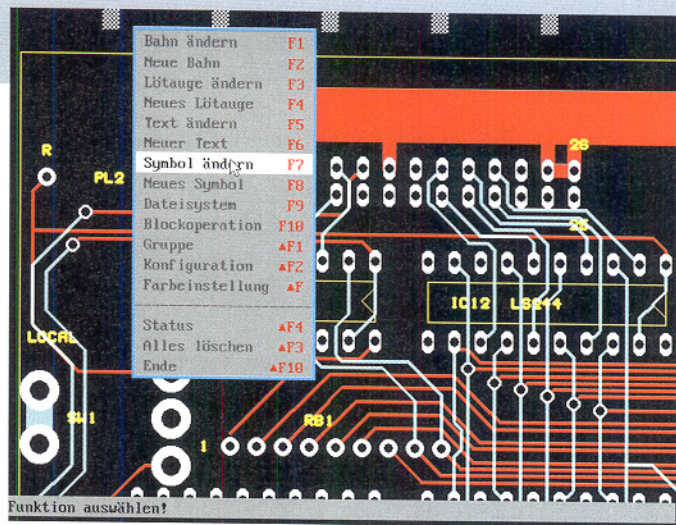 Bahn ändern F1
Neue Bahn F2
Lötauge ändern F3
Neues Lötauge F4
Text ändern F5
Neuer Text F6
Symbol ändern F7
Neues Symbol F8
Dateisystem F9
Blockoperation F10
Gruppe ▲F1
Konfiguration ▲F2
Farbeinstellung ▲F
Status ▲F4
Alles löschen ▲F3
Ende ▲F10
R
PL2
26
25
IC12 LS244
LOCAL
SW1
RB1
1
Funktion auswählen!